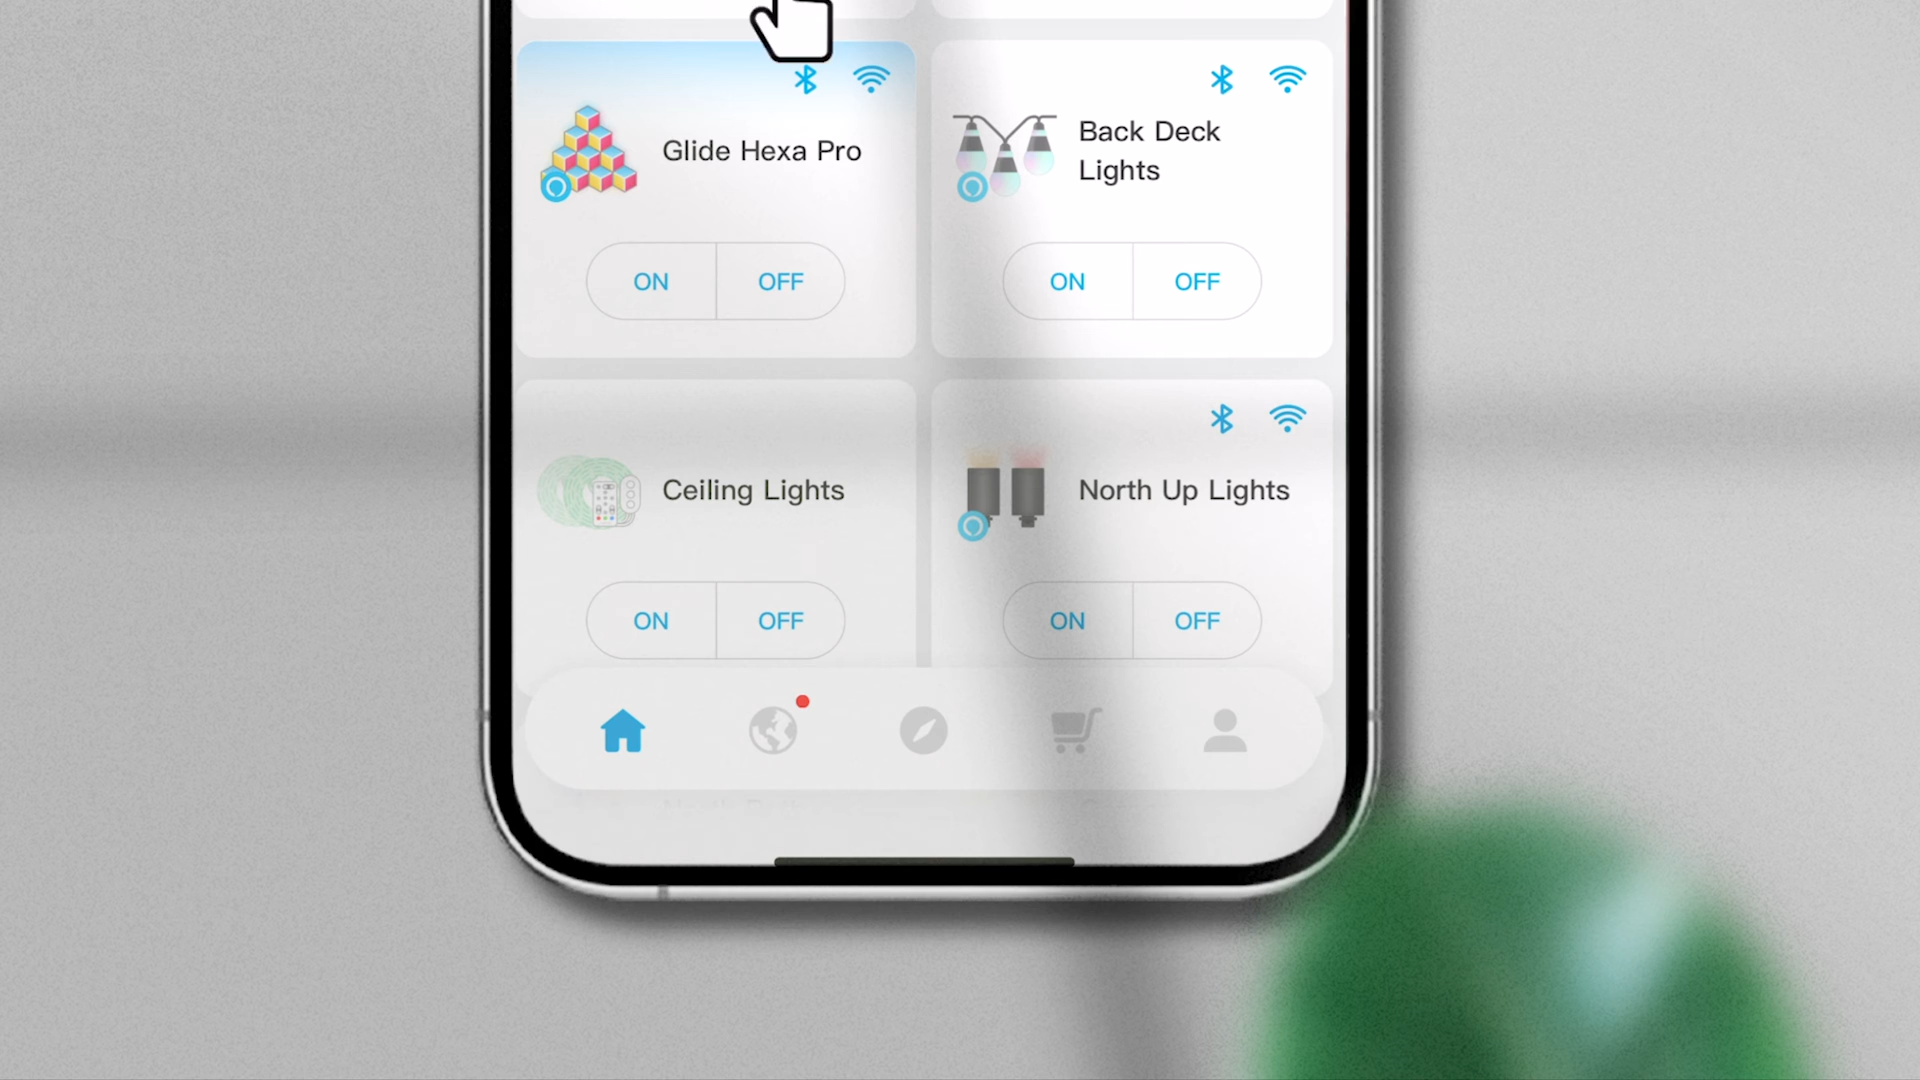 Glide Hexa Pro
Back Deck
Lights
ON
OFF
ON
OFF
Ceiling Lights
North Up Lights
ON
OFF
ON
OFF